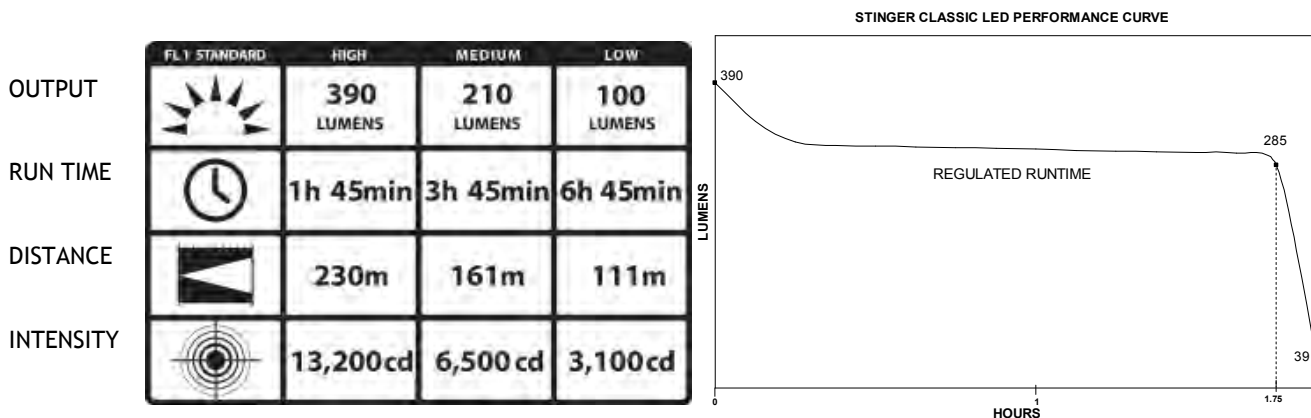 STINGER CLASSIC LED PERFORMANCE CURVE
FL1 STANDARD HIGH MEDIUM LOW
OUTPUT 390 LUMENS 210 LUMENS 100 LUMENS
RUN TIME 1h 45min 3h 45min 6h 45min
DISTANCE 230m 161m 111m
INTENSITY 13,200cd 6,500 cd 3,100cd
390
285
REGULATED RUNTIME
LUMENS
39
0 1 1.75
HOURS